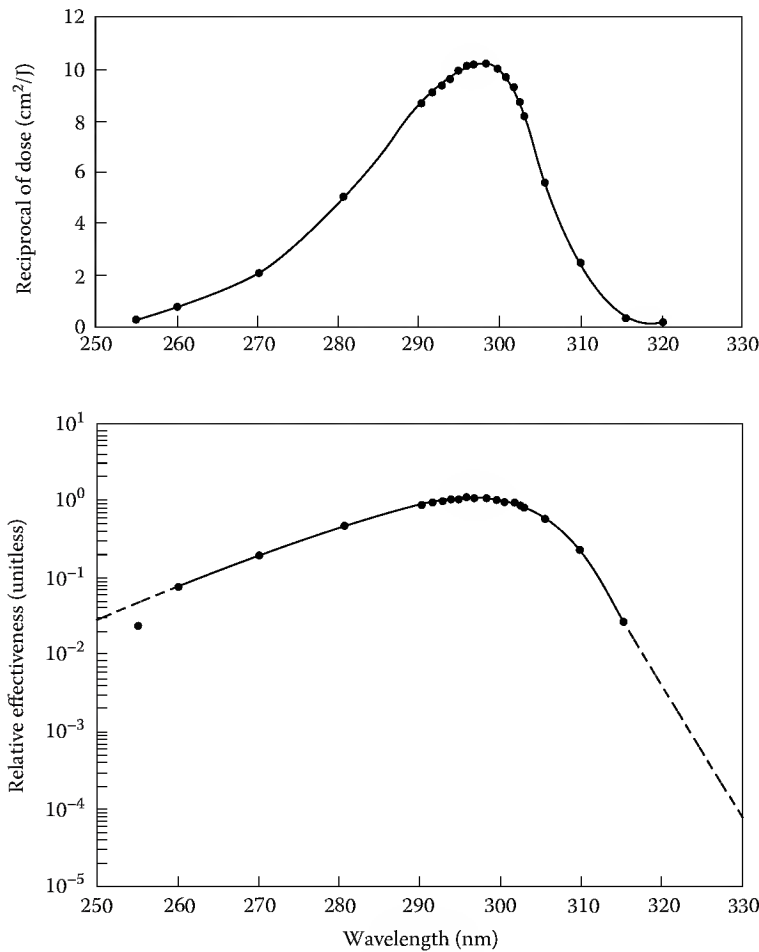 Reciprocal of dose (cm²/J)
12
10
8
6
4
2
0
250 260 270 280 290 300 310 320 330
Relative effectiveness (unitless)
10¹
10⁰
10⁻¹
10⁻²
10⁻³
10⁻⁴
10⁻⁵
250 260 270 280 290 300 310 320 330
Wavelength (nm)